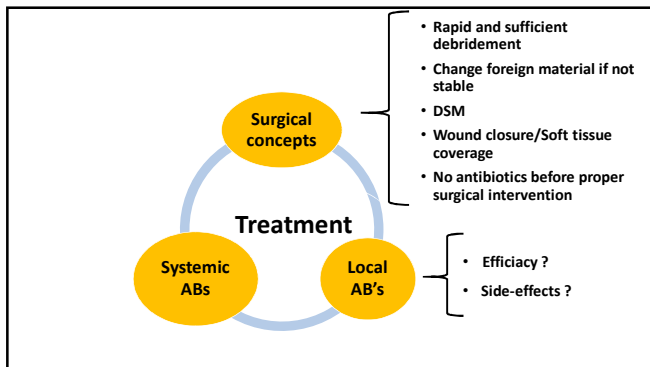 • Rapid and sufficient
debridement
• Change foreign material if not
stable
• DSM
• Wound closure/Soft tissue
coverage
• No antibiotics before proper
surgical intervention
Surgical
concepts
Treatment
Systemic
ABs
Local
AB's
• Efficiacy ?
• Side-effects ?